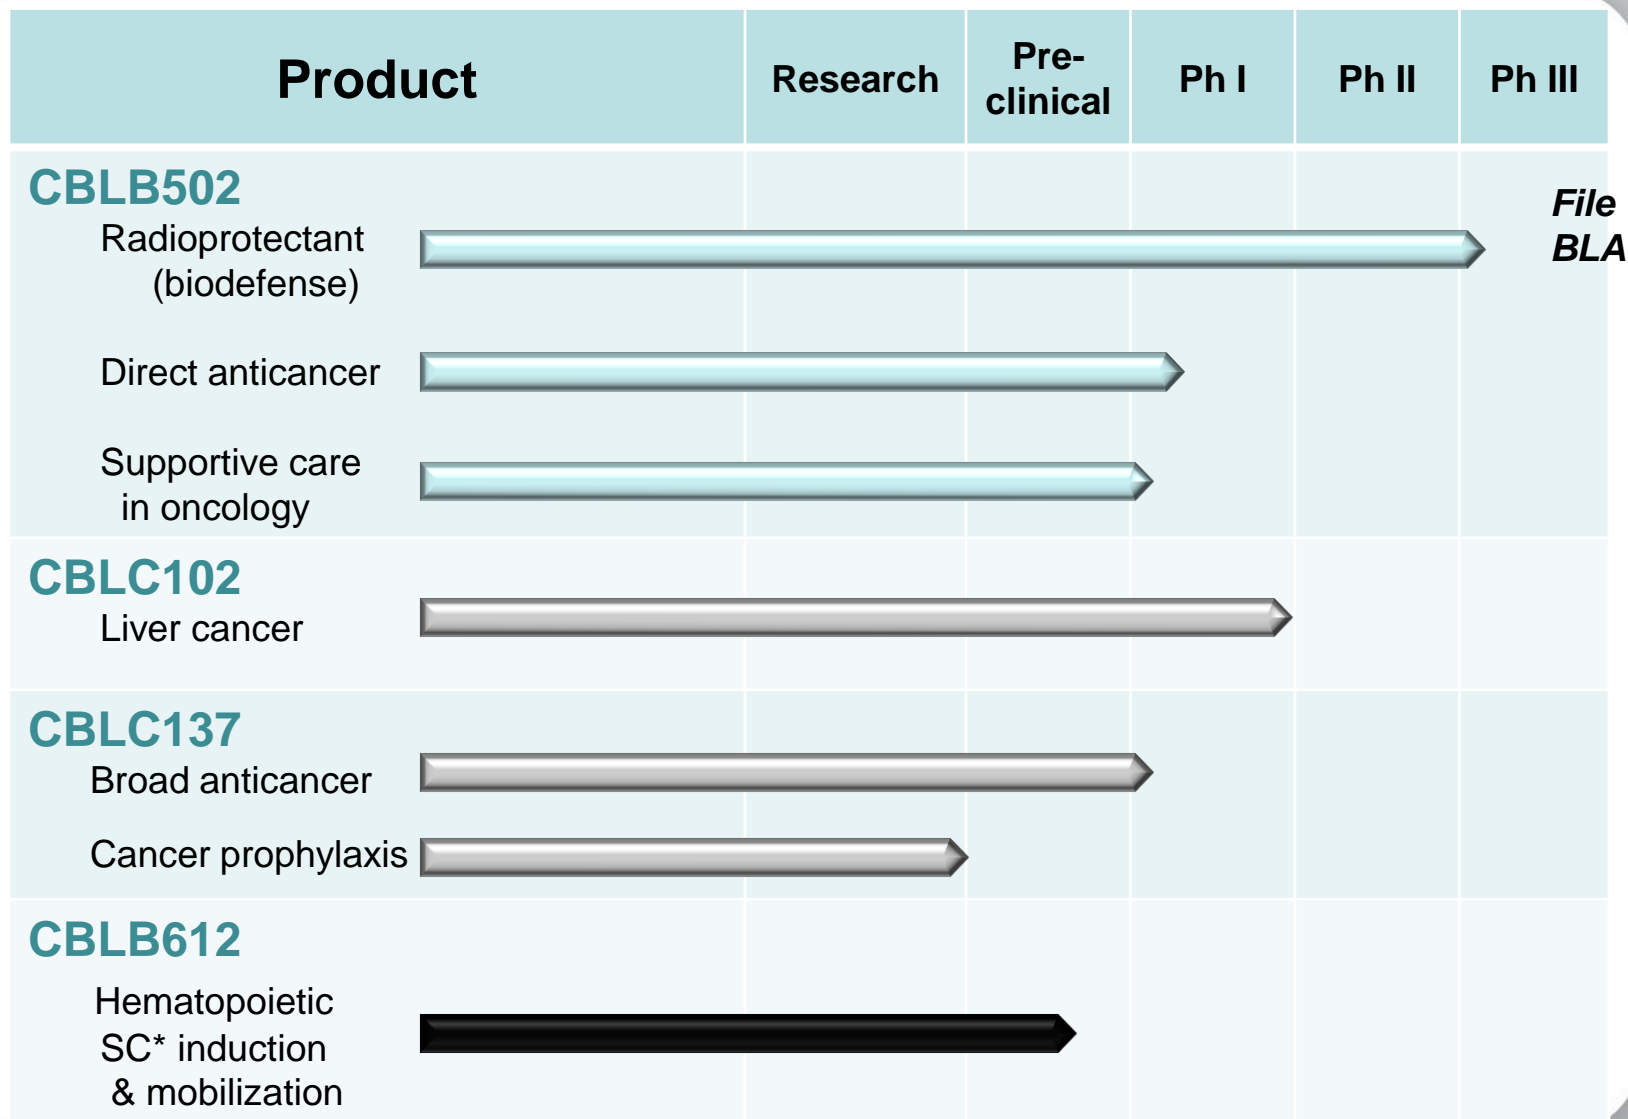 Product
Research
Pre-
clinical
Ph I
Ph II
Ph III
CBLB502
Radioprotectant
(biodefense)
File
BLA
Direct anticancer
Supportive care
in oncology
CBLC102
Liver cancer
CBLC137
Broad anticancer
Cancer prophylaxis
CBLB612
Hematopoietic
SC* induction
& mobilization